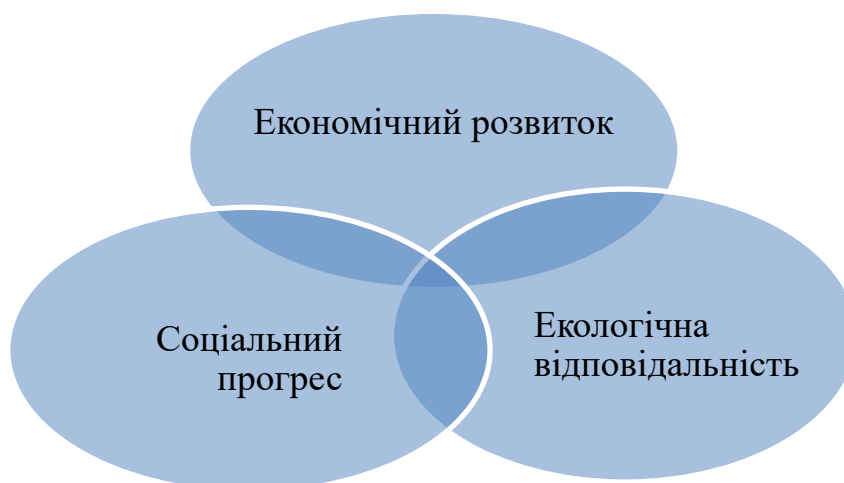 Економічний розвиток
Соціальний
прогрес
Екологічна
відповідальність